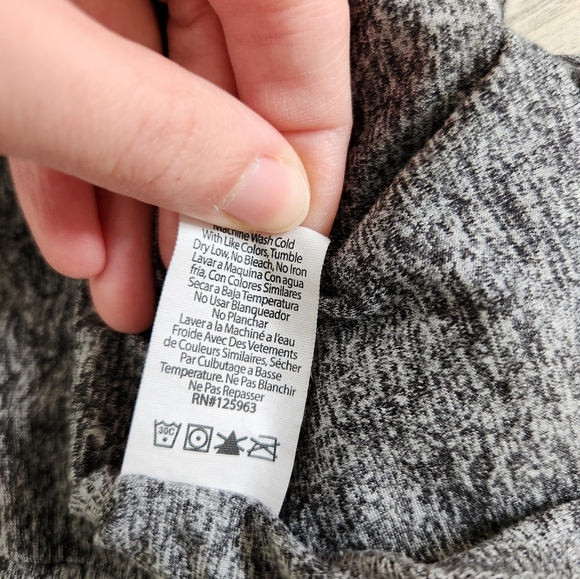 Machine Wash Cold
With Like Colors, Tumble
Dry Low, No Bleach, No Iron
Lavar a Maquina Con agua
fria, Con Colores Similares
Secar a Baja Temperatura
No Usar Blanqueador
No Planchar
Laver a la Machiné a l'eau
Froide Avec Des Vetements
de Couleurs Similaires, Sécher
Par Culbutage a Basse
Temperature. Ne Pas Blanchir
Ne Pas Repasser
RN#125963
30C